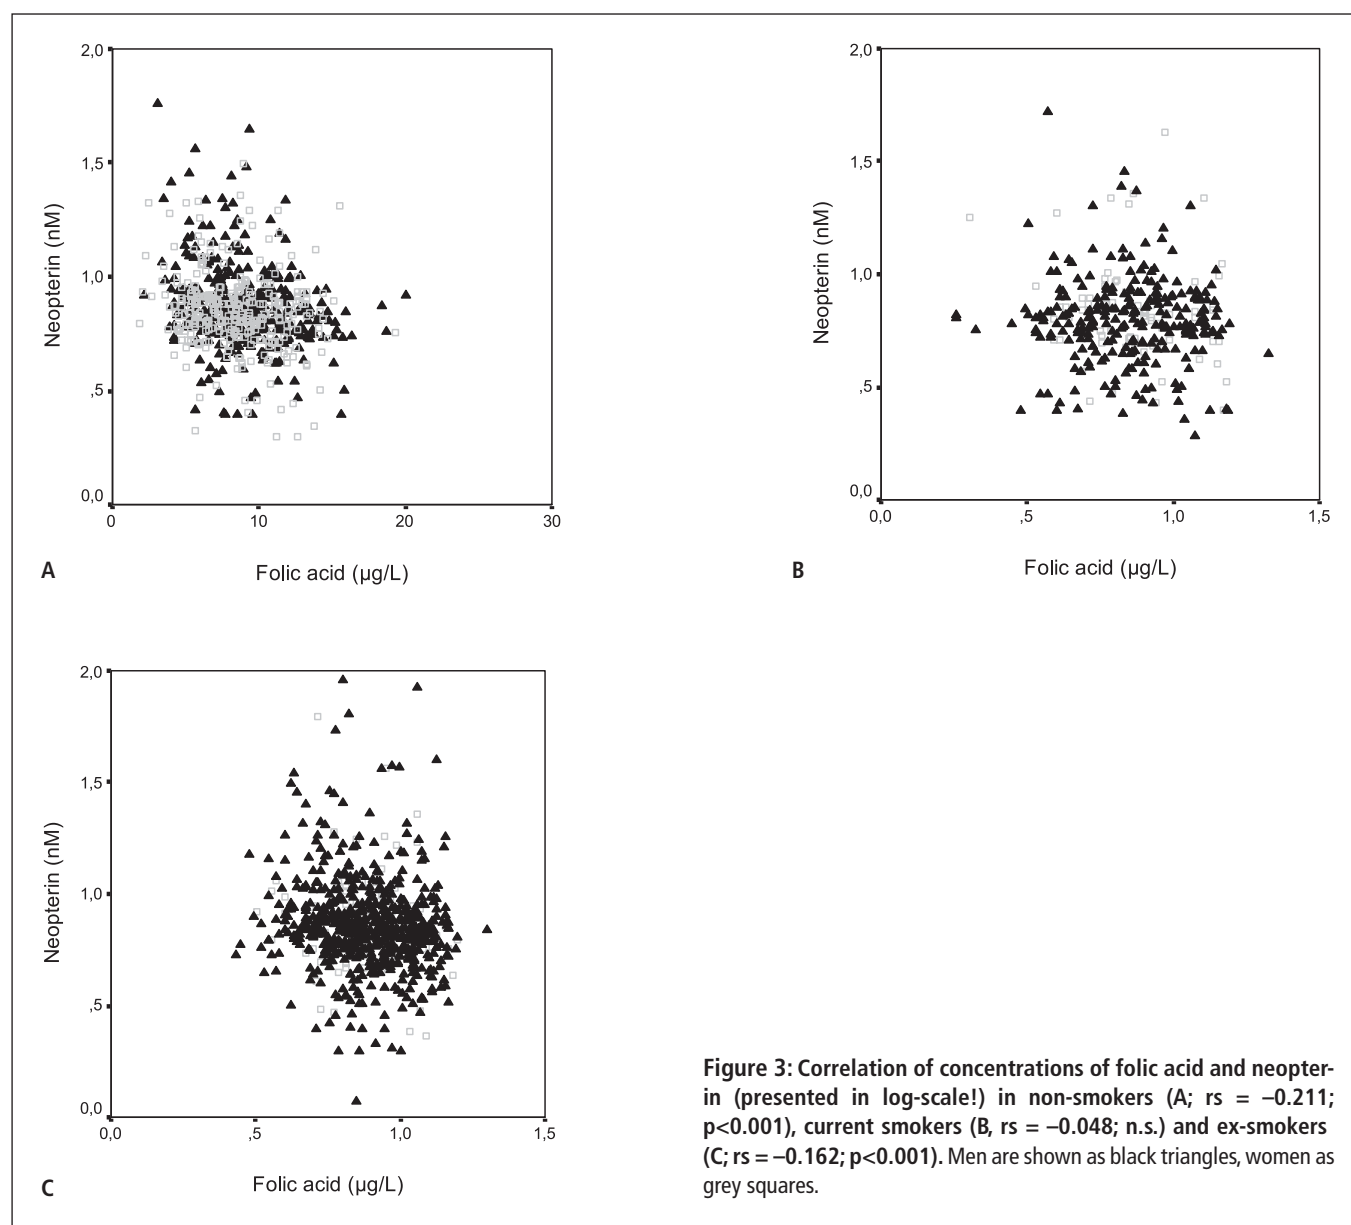 2,0
1,5
1,0
,5
0,0
Neopterin (nM)
0 10 20 30
A
Folic acid (µg/L)
2,0
1,5
1,0
,5
0,0
Neopterin (nM)
0,0 ,5 1,0 1,5
B
Folic acid (µg/L)
2,0
1,5
1,0
,5
0,0
Neopterin (nM)
0,0 ,5 1,0 1,5
C
Folic acid (µg/L)
Figure 3: Correlation of concentrations of folic acid and neopter-
in (presented in log-scale!) in non-smokers (A; rs = –0.211;
p<0.001), current smokers (B, rs = –0.048; n.s.) and ex-smokers
(C; rs = –0.162; p<0.001). Men are shown as black triangles, women as
grey squares.